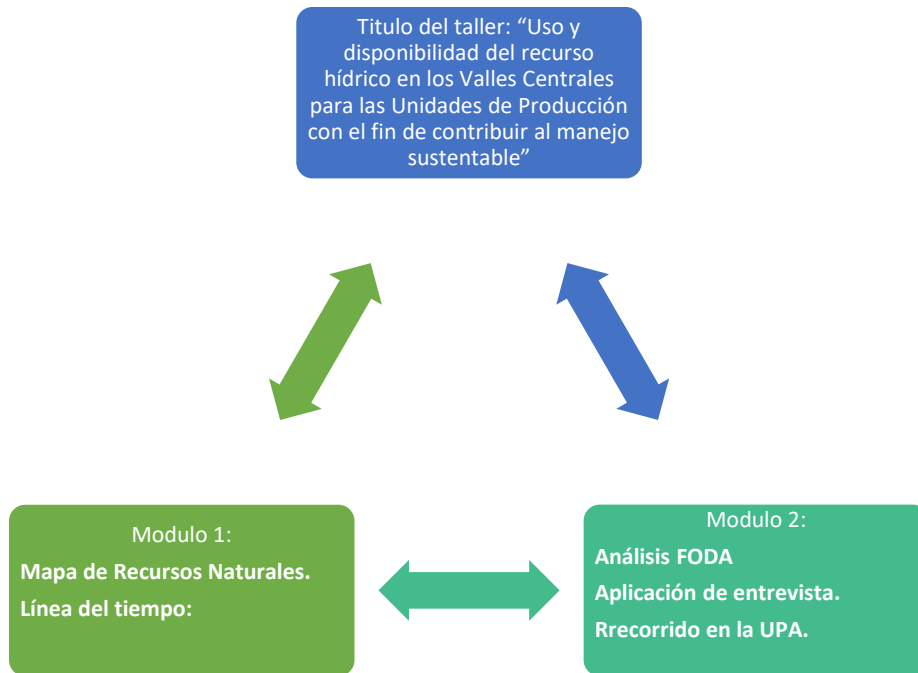 Titulo del taller: “Uso y
disponibilidad del recurso
hídrico en los Valles Centrales
para las Unidades de Producción
con el fin de contribuir al manejo
sustentable”
Modulo 1:
Mapa de Recursos Naturales.
Línea del tiempo:
Modulo 2:
Análisis FODA
Aplicación de entrevista.
Rrecorrido en la UPA.